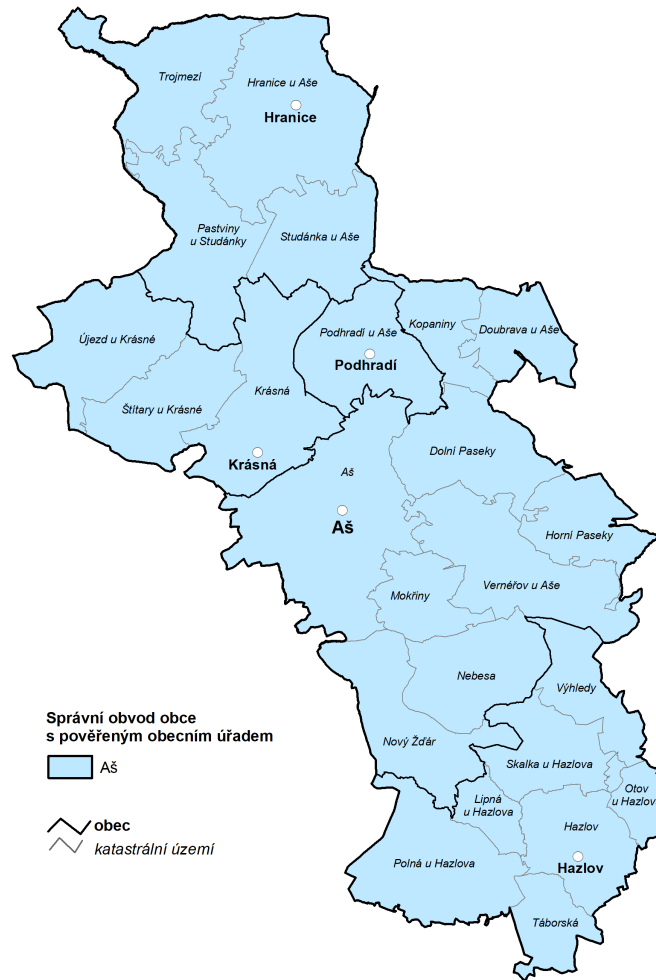 Trojmezí
Hranice u Aše
Hranice
Pastviny
u Studánky
Studánka u Aše
Újezd u Krásné
Podhradí u Aše
Kopaniny
Doubrava u Aše
Podhradí
Krásná
Štítary u Krásné
Krásná
Dolní Paseky
Aš
Aš
Horní Paseky
Mokřiny
Vernéřov u Aše
Nebesa
Výhledy
Nový Žďár
Skalka u Hazlova
Otov
u Hazlova
Lipná
u Hazlova
Hazlov
Hazlov
Polná u Hazlova
Táborská
Správní obvod obce
s pověřeným obecním úřadem
Aš
obec
katastrální území